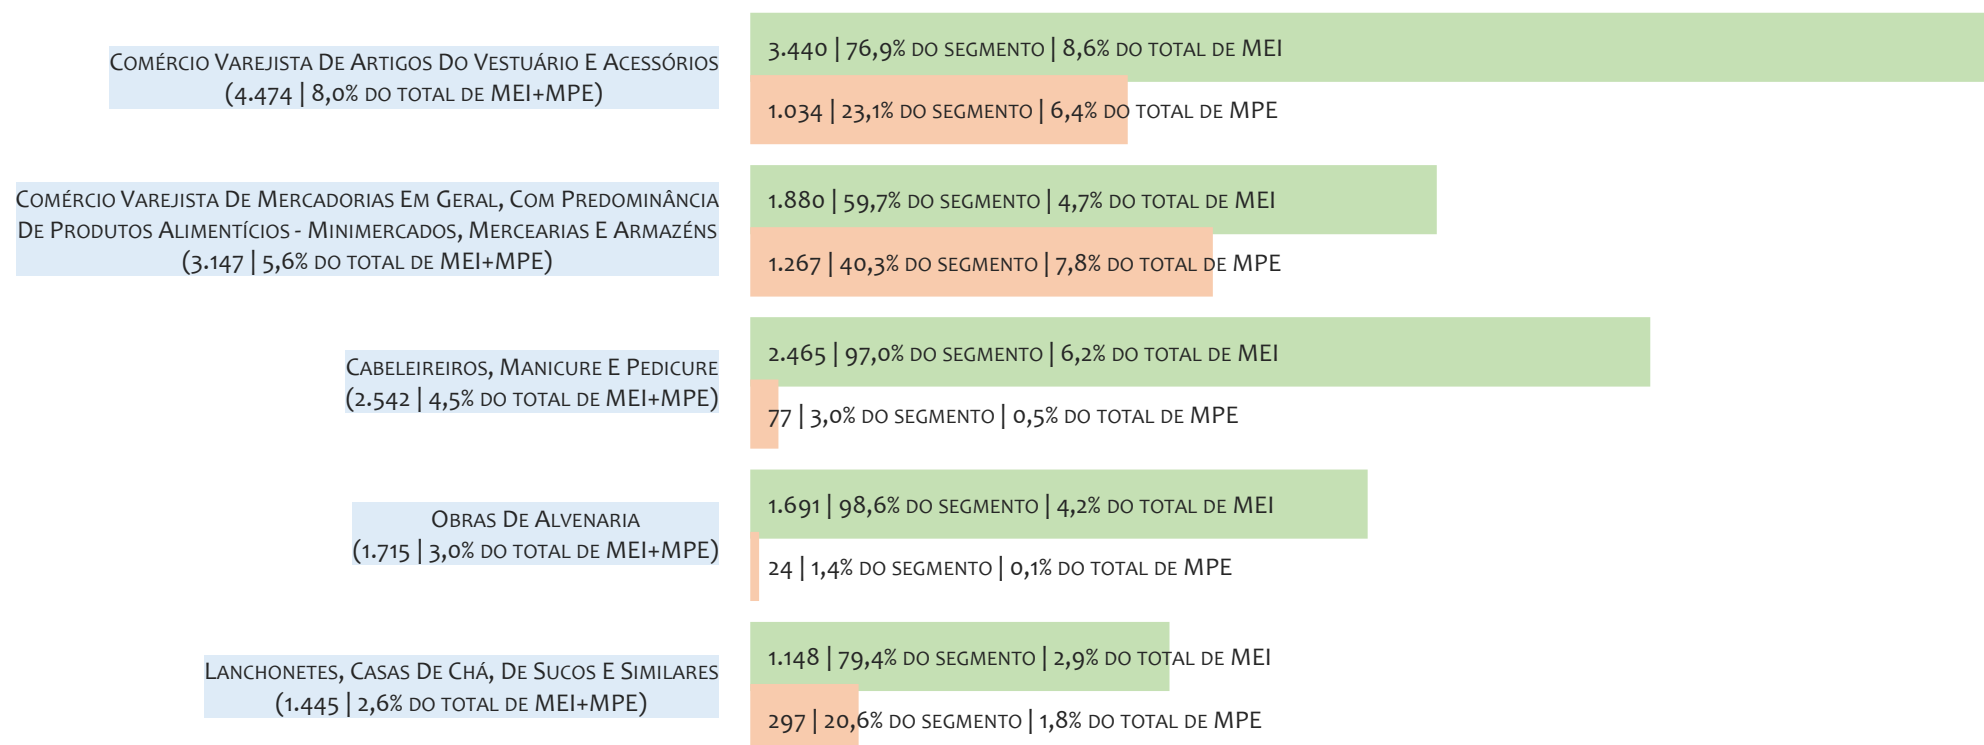 Comércio Varejista De Artigos Do Vestuário E Acessórios
(4.474 | 8,0% do total de MEI+MPE)
3.440 | 76,9% do segmento | 8,6% do total de MEI
1.034 | 23,1% do segmento | 6,4% do total de MPE
Comércio Varejista De Mercadorias Em Geral, Com Predominância
De Produtos Alimentícios - Minimercados, Mercearias E Armazéns
(3.147 | 5,6% do total de MEI+MPE)
1.880 | 59,7% do segmento | 4,7% do total de MEI
1.267 | 40,3% do segmento | 7,8% do total de MPE
Cabeleireiros, Manicure E Pedicure
(2.542 | 4,5% do total de MEI+MPE)
2.465 | 97,0% do segmento | 6,2% do total de MEI
77 | 3,0% do segmento | 0,5% do total de MPE
Obras De Alvenaria
(1.715 | 3,0% do total de MEI+MPE)
1.691 | 98,6% do segmento | 4,2% do total de MEI
24 | 1,4% do segmento | 0,1% do total de MPE
Lanchonetes, Casas De Chá, De Sucos E Similares
(1.445 | 2,6% do total de MEI+MPE)
1.148 | 79,4% do segmento | 2,9% do total de MEI
297 | 20,6% do segmento | 1,8% do total de MPE